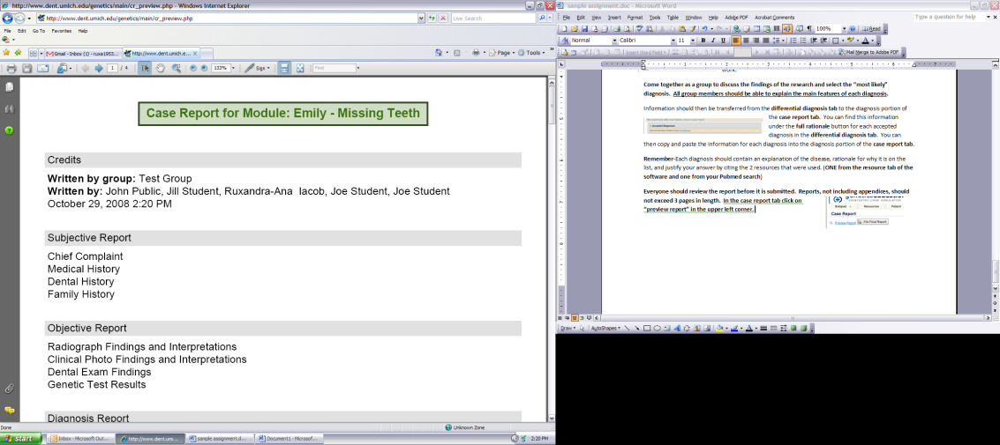 http://www.dent.umich.edu/genetics/main/cr_preview.php - Windows Internet Explorer
http://www.dent.umich.edu/genetics/main/cr_preview.php
Live Search
File Edit Go To Favorites Help
Gmail - Inbox (1) - ruxa1953...
http://www.dent.umich.e...
Page
Tools
1 / 4
133%
Sign
Find
Case Report for Module: Emily - Missing Teeth
Credits
Written by group: Test Group
Written by: John Public, Jill Student, Ruxandra-Ana Iacob, Joe Student, Joe Student
October 29, 2008 2:20 PM
Subjective Report
Chief Complaint
Medical History
Dental History
Family History
Objective Report
Radiograph Findings and Interpretations
Clinical Photo Findings and Interpretations
Dental Exam Findings
Genetic Test Results
Diagnosis Report
Done
Unknown Zone
start
Inbox - Microsoft Out...
http://www.dent.umi...
sample assignment.d...
Document1 - Microsof...
2:20 PM
sample assignment.doc - Microsoft Word
File Edit View Insert Format Tools Table Window Help Adobe PDF Acrobat Comments
Type a question for help
100%
Read
Normal
Calibri
11
B I U
Insert Word Field
Mail Merge to Adobe PDF
work.
Come together as a group to discuss the findings of the research and select the “most likely”
diagnosis. All group members should be able to explain the main features of each diagnosis.
Information should then be transferred from the differential diagnosis tab to the diagnosis portion of
the case report tab. You can find this information
under the full rationale button for each accepted
diagnosis in the differential diagnosis tab. You can
Accepted Diagnoses
then copy and paste the information for each diagnosis into the diagnosis portion of the case report tab.
Remember-Each diagnosis should contain an explanation of the disease, rationale for why it is on the
list, and justify your answer by citing the 2 resources that were used. (ONE from the resource tab of the
software and one from your Pubmed search)
Everyone should review the report before it is submitted. Reports, not including appendices, should
not exceed 3 pages in length. In the case report tab click on
“preview report” in the upper left corner.
Resources
Patient
Case Report
Preview Report
File Final Report
Draw
AutoShapes